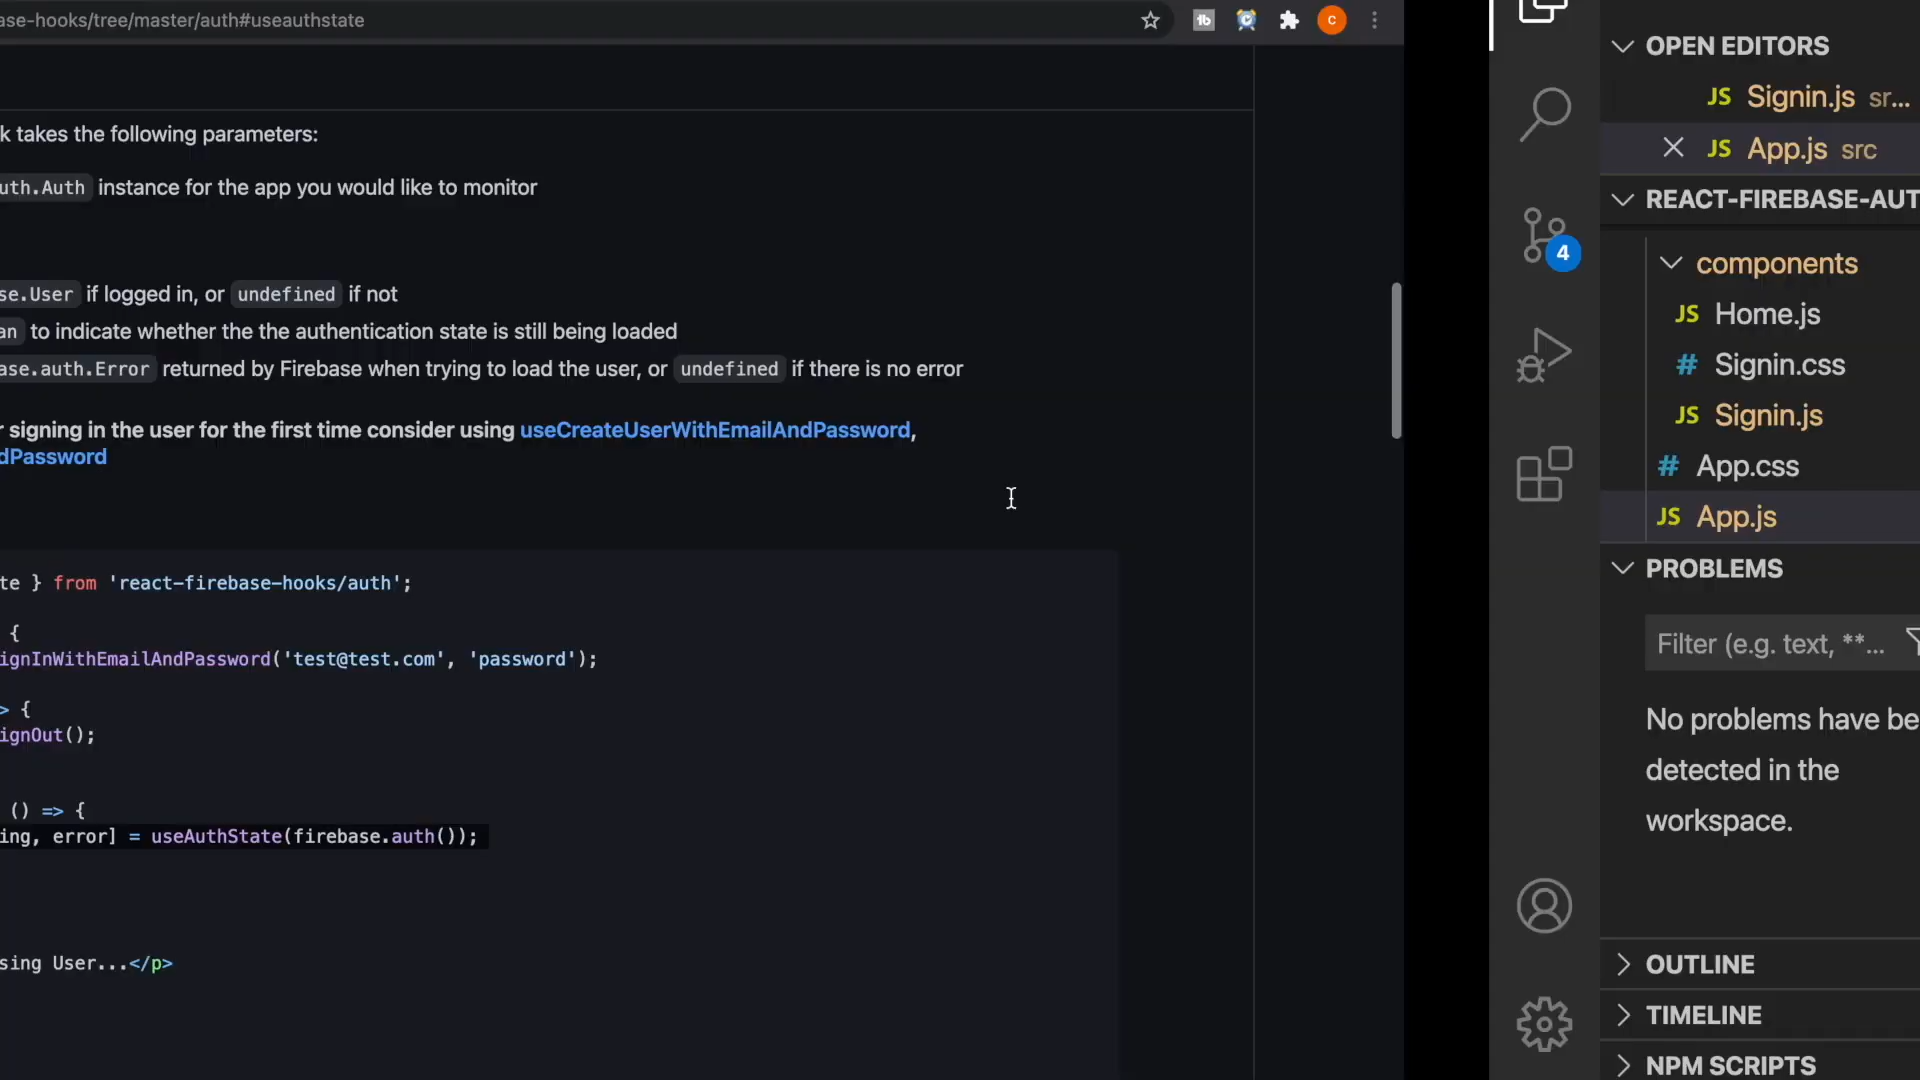 se-hooks/tree/master/auth#useauthstate
k takes the following parameters:
uth.Auth instance for the app you would like to monitor
se.User if logged in, or undefined if not
an to indicate whether the the authentication state is still being loaded
ase.auth.Error returned by Firebase when trying to load the user, or undefined if there is no error
r signing in the user for the first time consider using useCreateUserWithEmailAndPassword,
dPassword
te } from 'react-firebase-hooks/auth';
{
ignInWithEmailAndPassword('test@test.com', 'password');
> {
ignOut();
() => {
ing, error] = useAuthState(firebase.auth());
sing User...</p>
C
4
OPEN EDITORS
JS Signin.js sr...
JS App.js src
REACT-FIREBASE-AUT
components
JS Home.js
# Signin.css
JS Signin.js
# App.css
JS App.js
PROBLEMS
Filter (e.g. text, **...
No problems have be
detected in the
workspace.
OUTLINE
TIMELINE
NPM SCRIPTS